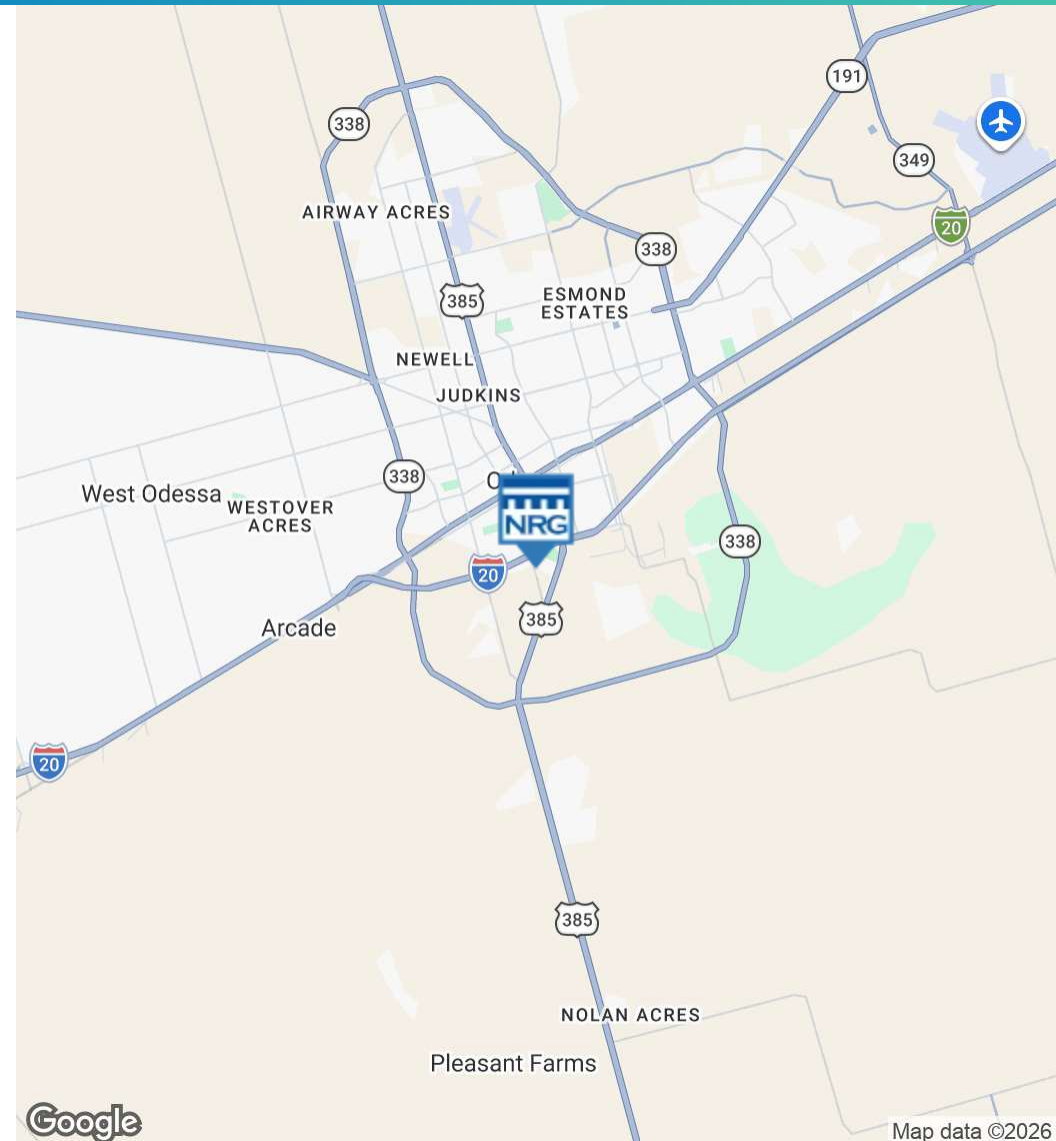 191
338
349
AIRWAY ACRES
20
338
385
ESMOND
ESTATES
NEWELL
JUDKINS
338
West Odessa
WESTOVER
ACRES
NRG
338
20
385
Arcade
20
385
NOLAN ACRES
Pleasant Farms
Google
Map data ©2026